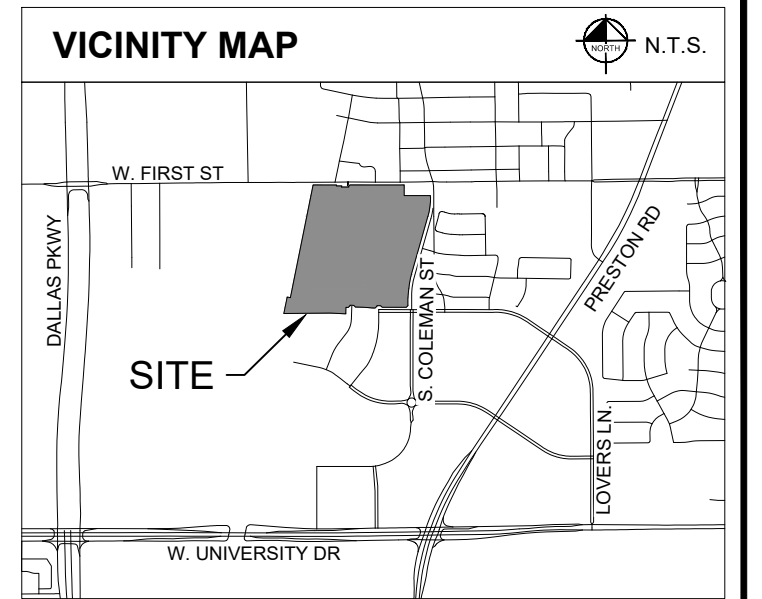 VICINITY MAP
NORTH
N.T.S.
W. FIRST ST
DALLAS PKWY
PRESTON RD
S. COLEMAN ST
SITE
LOVERS LN.
W. UNIVERSITY DR